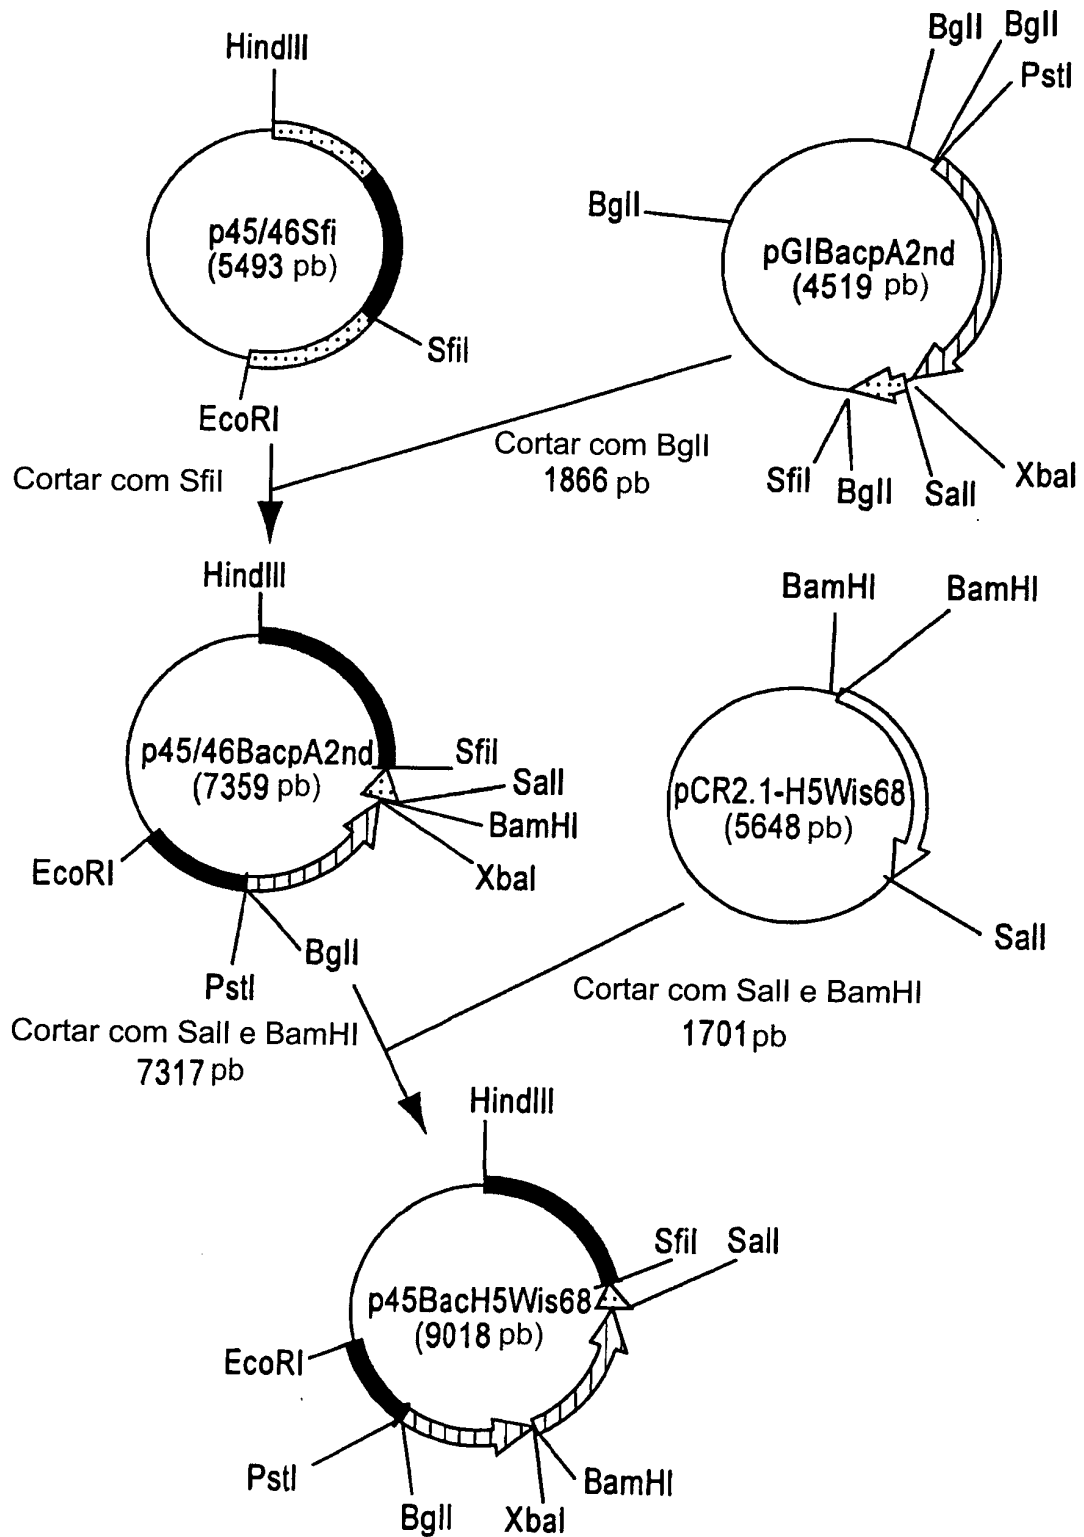 HindIII
BglI
BglI
PstI
p45/46Sfi
(5493 pb)
BglI
pGIBacpA2nd
(4519 pb)
SfiI
EcoRI
Cortar com SfiI
Cortar com BglI
1866 pb
SfiI
BglI
SalI
XbaI
HindIII
BamHI
BamHI
p45/46BacpA2nd
(7359 pb)
SfiI
SalI
BamHI
XbaI
pCR2.1-H5Wis68
(5648 pb)
EcoRI
BglI
PstI
SalI
Cortar com SalI e BamHI
7317 pb
Cortar com SalI e BamHI
1701 pb
HindIII
SfiI
SalI
p45BacH5Wis68
(9018 pb)
EcoRI
PstI
BglI
XbaI
BamHI